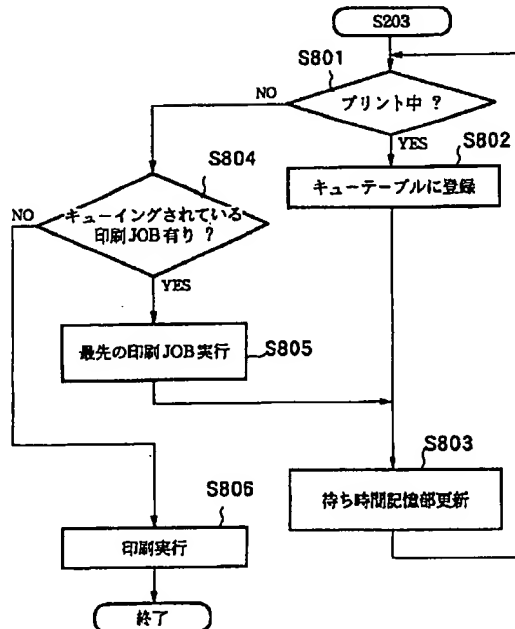 S203
S801
プリント中 ?
NO
YES
S802
キューテーブルに登録
S804
キューイングされている
印刷JOB有り ?
NO
YES
最先の印刷JOB実行
S805
S803
待ち時間記憶部更新
S806
印刷実行
終了